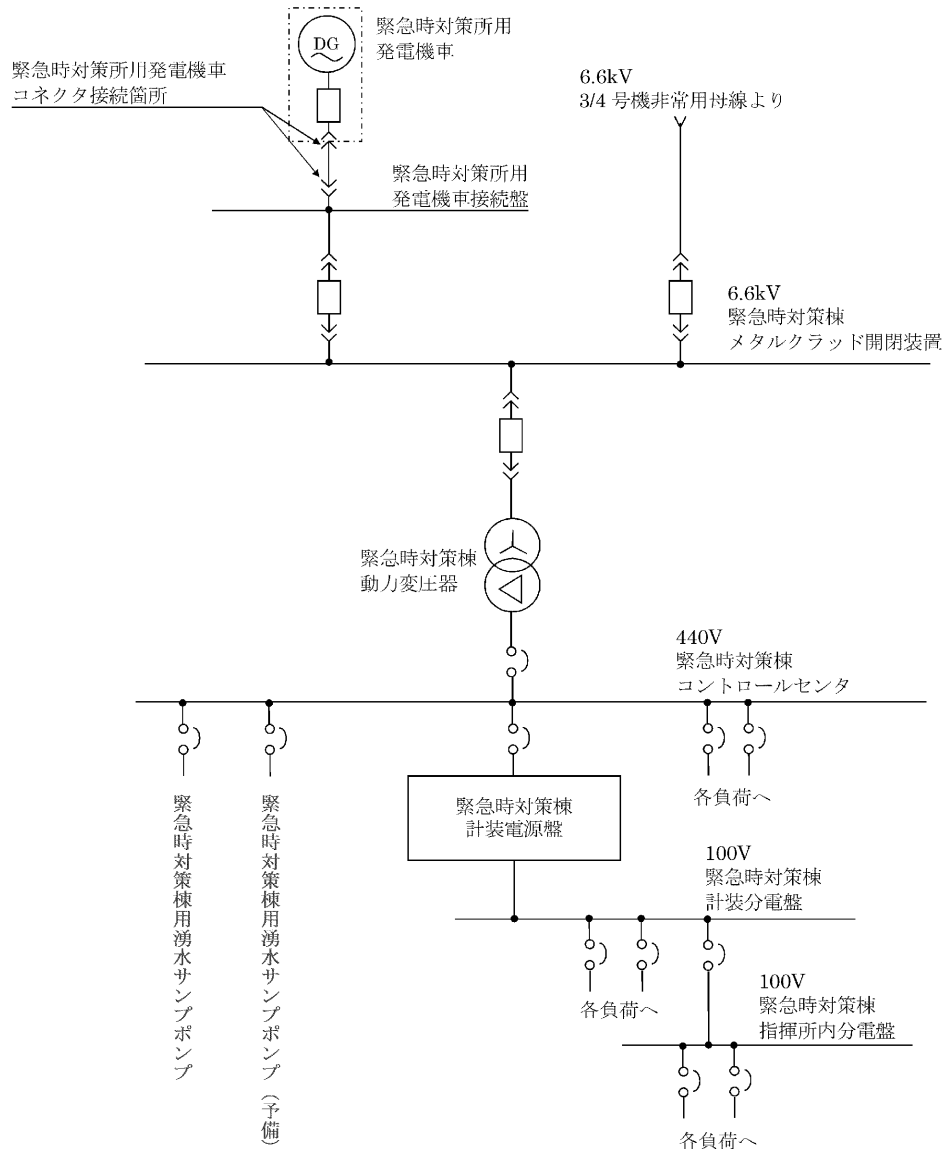 緊急時対策所用
発電機車
DG
緊急時対策所用発電機車
コネクタ接続箇所
6.6kV
3/4 号機非常用母線より
緊急時対策所用
発電機車接続盤
6.6kV
緊急時対策棟
メタルクラッド開閉装置
緊急時対策棟
動力変圧器
440V
緊急時対策棟
コントロールセンタ
緊急時対策棟用湧水サンプポンプ
緊急時対策棟用湧水サンプポンプ（予備）
緊急時対策棟
計装電源盤
各負荷へ
100V
緊急時対策棟
計装分電盤
各負荷へ
100V
緊急時対策棟
指揮所内分電盤
各負荷へ